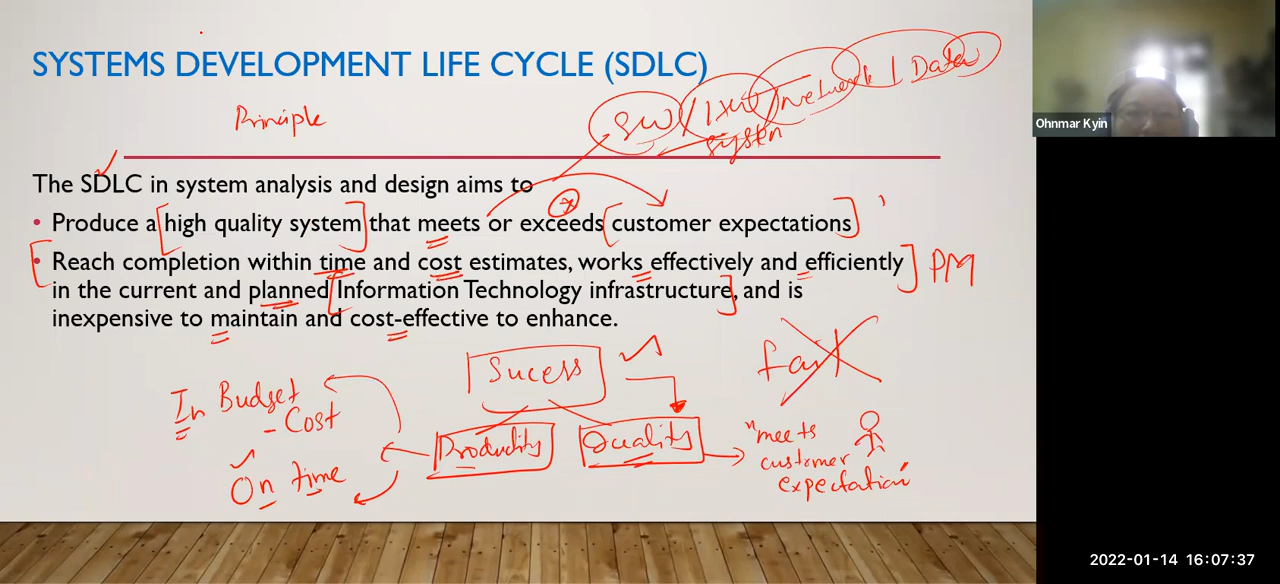 SYSTEMS DEVELOPMENT LIFE CYCLE (SDLC)
SW / HW / Network / Data
system
Principle
Ohnmar Kyin
The SDLC in system analysis and design aims to
• Produce a high quality system that meets or exceeds customer expectations
• Reach completion within time and cost estimates, works effectively and efficiently PM
in the current and planned Information Technology infrastructure, and is
inexpensive to maintain and cost-effective to enhance.
Sucess
fail
In Budget
- Cost
Quality
"meets
customer
expectation
On time
2022-01-14 16:07:37